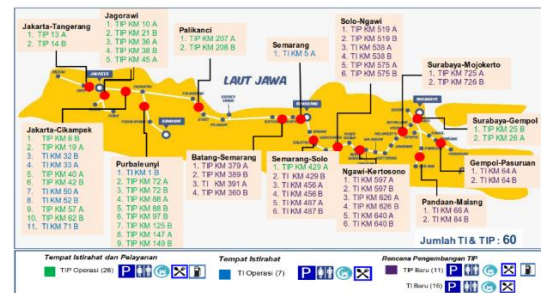 Jakarta-Tangerang
1. TIP 13 A
2. TIP 14 B
Jagorawi
1. TIP KM 10 A
2. TIP KM 21 B
3. TIP KM 35 A
4. TIP KM 38 B
5. TIP KM 45 A
Palikanci
1. TIP KM 207 A
2. TIP KM 208 B
Semarang
1. TI KM 5 A
Solo-Ngawi
1. TIP KM 519 A
2. TIP KM 519 B
3. TI KM 538 A
4. TI KM 538 B
5. TIP KM 575 A
6. TIP KM 575 B
Surabaya-Mojokerto
1. TIP KM 725 A
2. TIP KM 726 B
LAUT JAWA
JAKARTA
Surabaya-Gempol
1. TIP KM 25 B
2. TIP KM 26 A
Jakarta-Cikampek
1. TIP KM 6 B
2. TIP KM 19 A
3. TI KM 32 B
4. TI KM 33 A
5. TIP KM 40 A
6. TIP KM 42 B
7. TI KM 50 A
8. TI KM 52 B
9. TIP KM 57 A
10. TIP KM 62 B
11. TI KM 71 B
Purbaleunyi
1. TI KM 1 B
2. TIP KM 72 A
3. TIP KM 72 B
4. TIP KM 88 A
5. TIP KM 88 B
6. TIP KM 97 B
7. TIP KM 125 B
8. TIP KM 147 A
9. TIP KM 149 B
Batang-Semarang
1. TIP KM 379 A
2. TIP KM 389 B
3. TI KM 391 A
4. TIP KM 360 B
Semarang-Solo
1. TIP KM 429 A
2. TI KM 429 B
3. TI KM 456 A
4. TI KM 456 B
5. TI KM 487 A
6. TI KM 487 B
Ngawi-Kertosono
1. TI KM 597 A
2. TI KM 597 B
3. TIP KM 626 A
4. TIP KM 626 B
5. TI KM 640 A
6. TI KM 640 B
Gempol-Pasuruan
1. TI KM 64 A
2. TI KM 64 B
Pandaan-Malang
1. TI KM 66 A
2. TI KM 84 B
Jumlah TI & TIP : 60
Tempat Istirahat dan Pelayanan
TIP Operasi (26)
Tempat Istirahat
TI Operasi (7)
Rencana Pengembangan TIP
TIP Baru (11)
TI Baru (16)